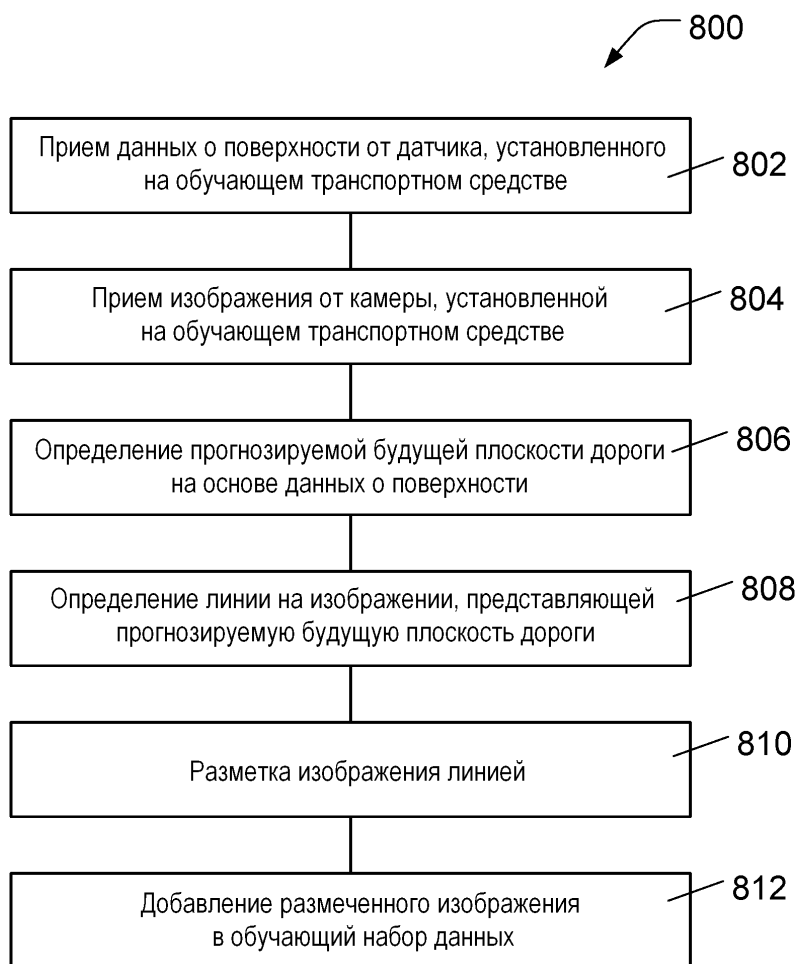 800
Прием данных о поверхности от датчика, установленного
на обучающем транспортном средстве
802
Прием изображения от камеры, установленной
на обучающем транспортном средстве
804
Определение прогнозируемой будущей плоскости дороги
на основе данных о поверхности
806
Определение линии на изображении, представляющей
прогнозируемую будущую плоскость дороги
808
Разметка изображения линией
810
Добавление размеченного изображения
в обучающий набор данных
812